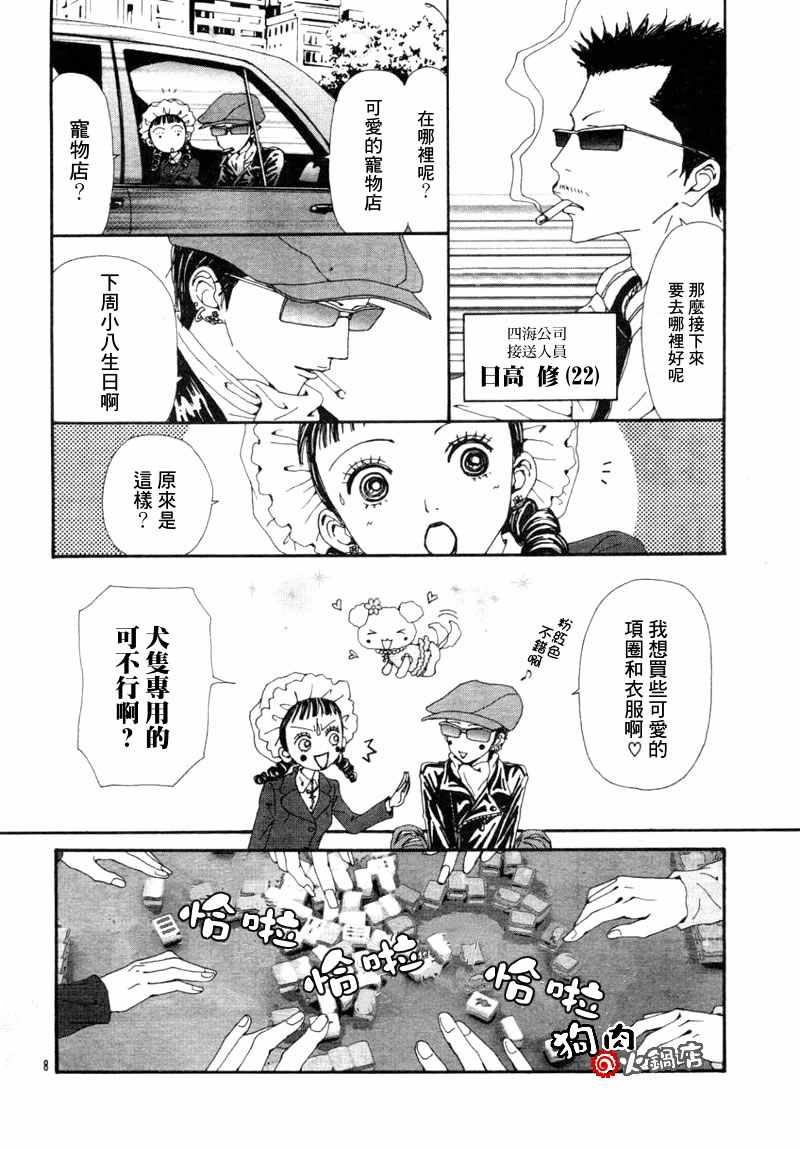 那麼接下來
要去哪裡好呢
四海公司
接送人員
日高 修(22)
在哪裡呢?
可愛的寵物店
寵物店?
下周小八生日啊
原來是
這樣?
我想買些可愛的
項圈和衣服啊♡
粉紅色
不錯啊♪
犬隻專用的
可不行啊?
恰啦
恰啦
恰啦
狗肉
@火鍋店
8